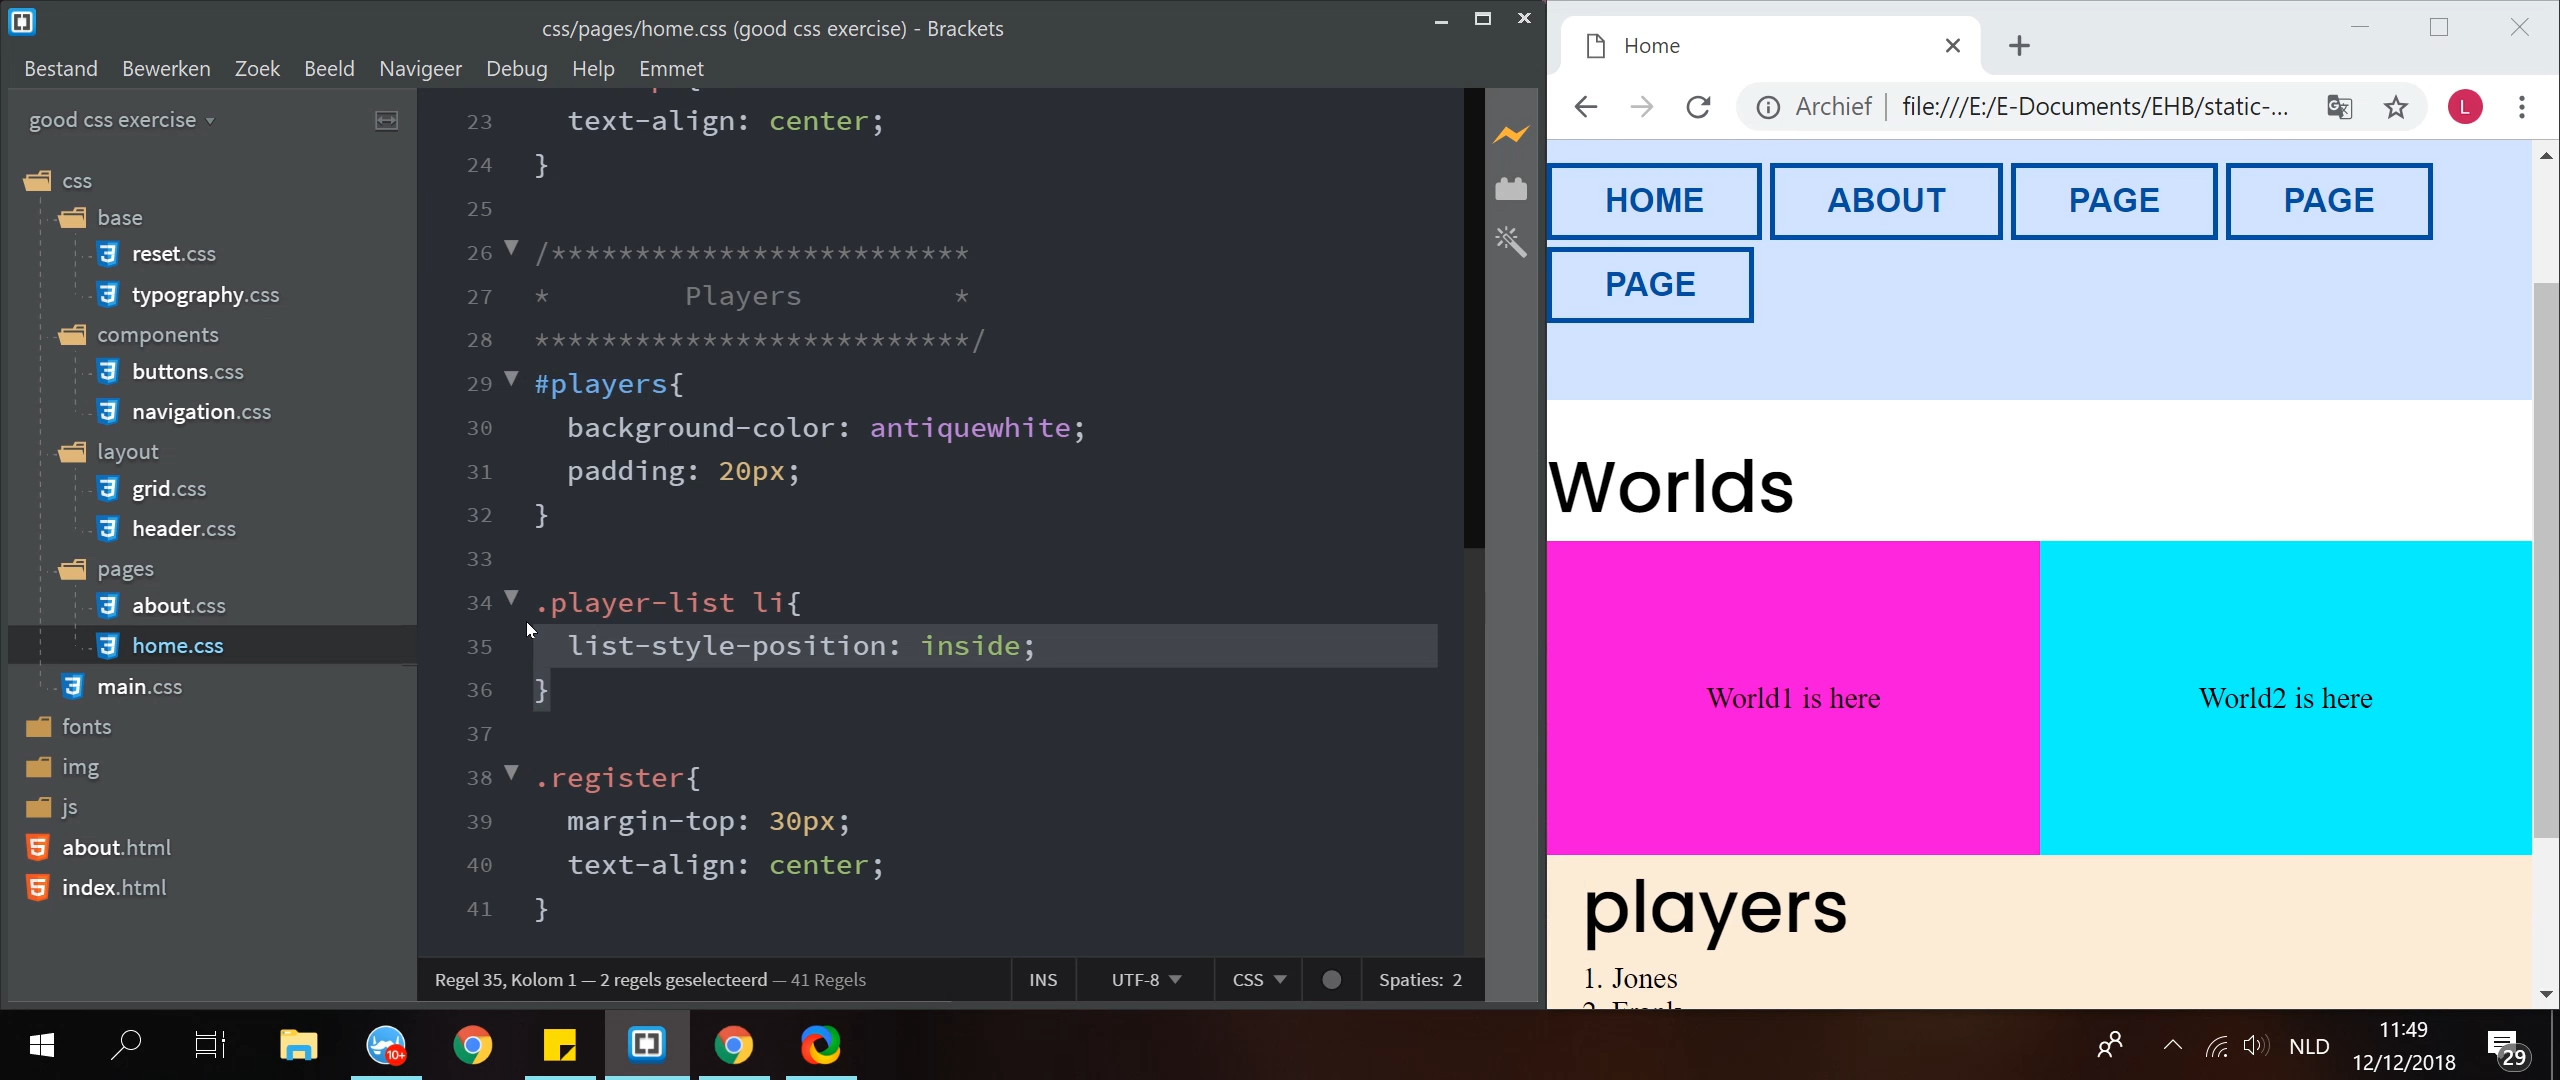 css/pages/home.css (good css exercise) - Brackets
Bestand Bewerken Zoek Beeld Navigeer Debug Help Emmet
good css exercise
css
base
reset.css
typography.css
components
buttons.css
navigation.css
layout
grid.css
header.css
pages
about.css
home.css
main.css
fonts
img
js
about.html
index.html
23 text-align: center;
24 }
25
26 /**************************
27 * Players *
28 ***************************/
29 #players{
30 background-color: antiquewhite;
31 padding: 20px;
32 }
33
34 .player-list li{
35 list-style-position: inside;
36 }
37
38 .register{
39 margin-top: 30px;
40 text-align: center;
41 }
Regel 35, Kolom 1 — 2 regels geselecteerd — 41 Regels INS UTF-8 CSS Spaties: 2
Home
Archief file:///E:/E-Documents/EHB/static-... L
HOME ABOUT PAGE PAGE
PAGE
Worlds
World1 is here World2 is here
players
1. Jones
10+
NLD
11:49
12/12/2018
29